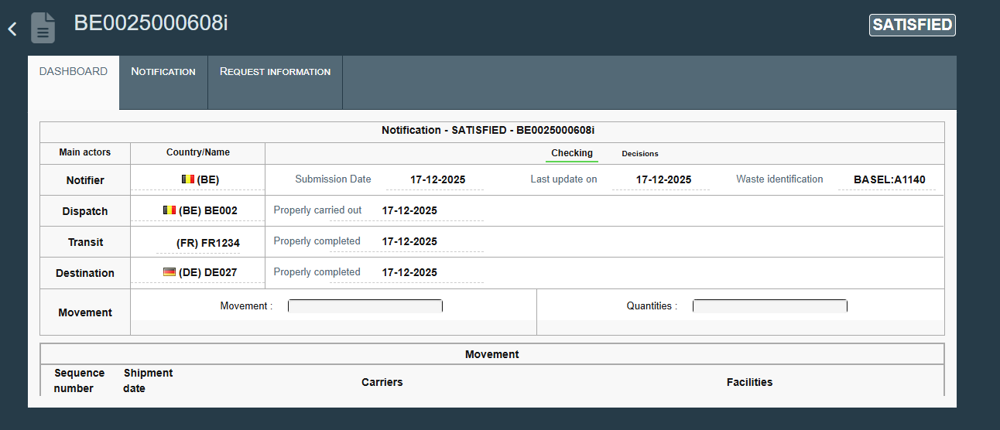 BE0025000608i
SATISFIED
DASHBOARD NOTIFICATION REQUEST INFORMATION
Notification - SATISFIED - BE0025000608i
Main actors Country/Name Checking Decisions
Notifier (BE) Submission Date 17-12-2025 Last update on 17-12-2025 Waste identification BASEL:A1140
Dispatch (BE) BE002 Properly carried out 17-12-2025
Transit (FR) FR1234 Properly completed 17-12-2025
Destination (DE) DE027 Properly completed 17-12-2025
Movement Movement : Quantities :
Movement
Sequence number Shipment date Carriers Facilities